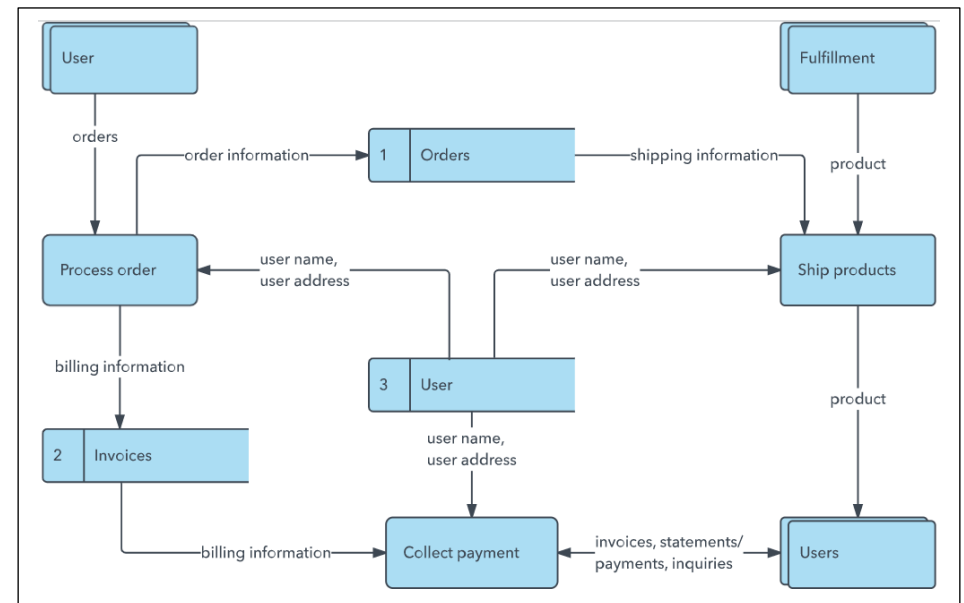 User
Fulfillment
orders
order information
1 Orders
shipping information
product
Process order
user name,
user address
user name,
user address
Ship products
billing information
3 User
product
user name,
user address
2 Invoices
billing information
Collect payment
invoices, statements/
payments, inquiries
Users